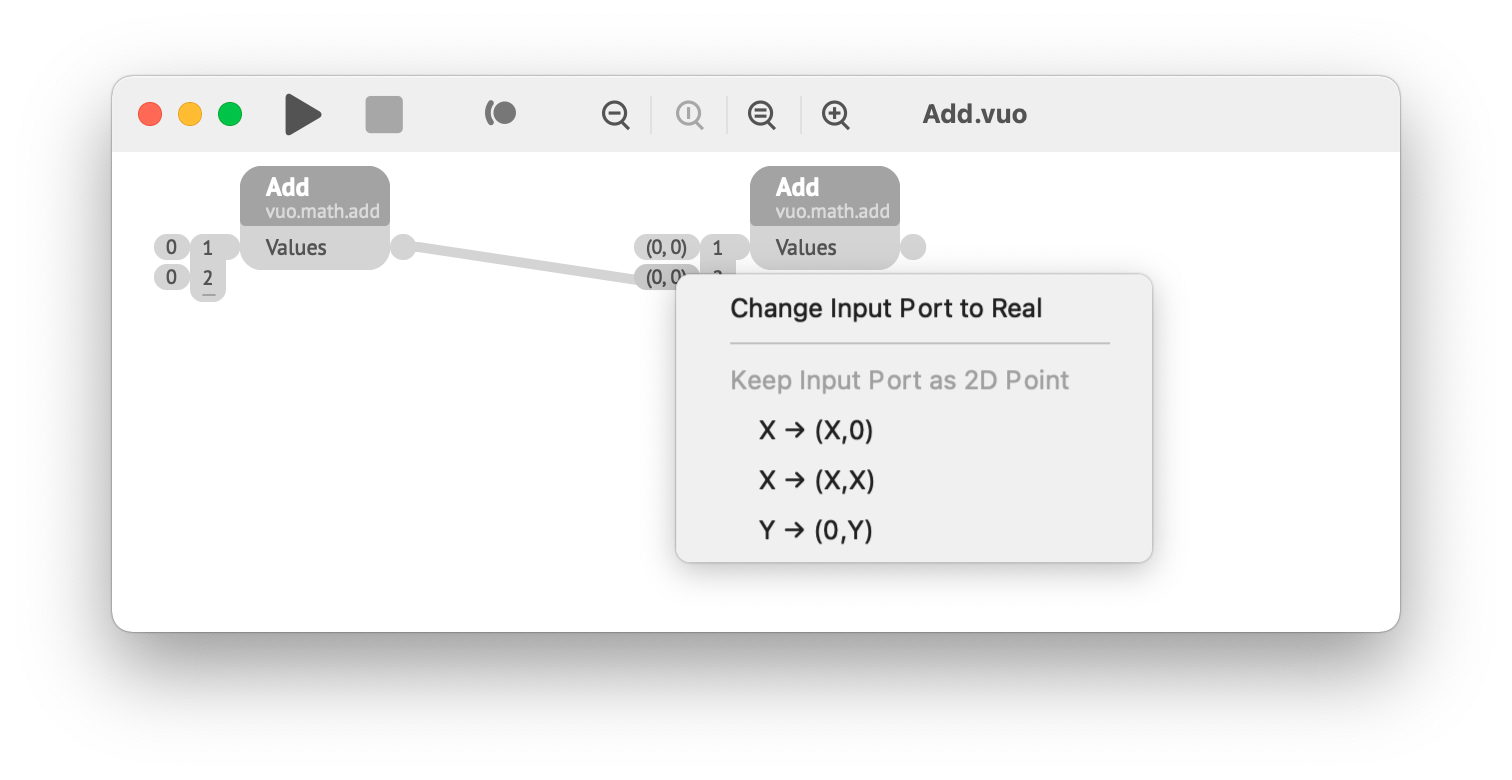 Add.vuo
Add
vuo.math.add
0 1 Values
0 2
Add
vuo.math.add
(0, 0) 1 Values
(0, 0)
Change Input Port to Real
Keep Input Port as 2D Point
X → (X,0)
X → (X,X)
Y → (0,Y)